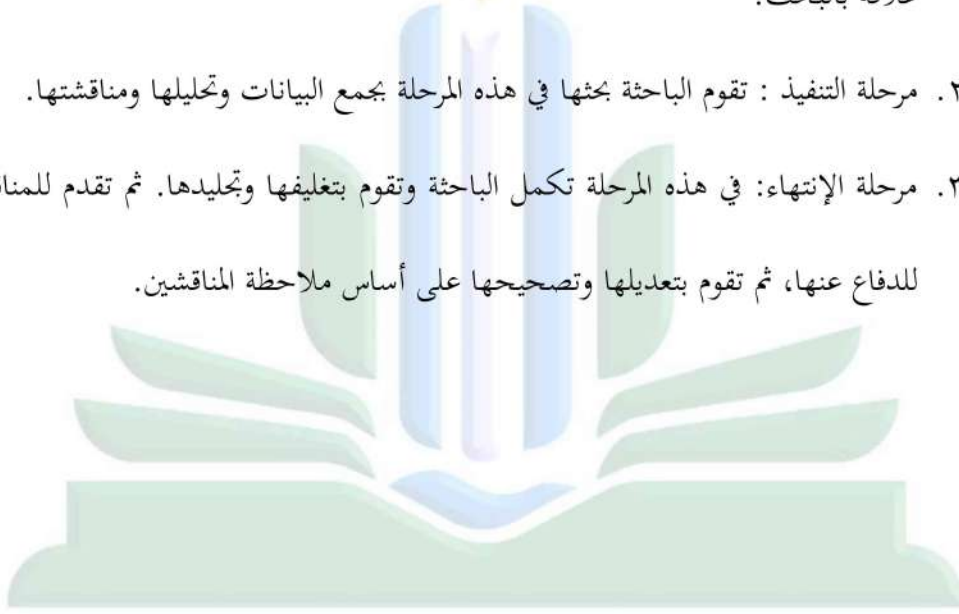 ٢. مرحلة التنفيذ : تقوم الباحثة بحثها في هذه المرحلة بجمع البيانات وتحليلها ومناقشتها.
٣. مرحلة الإنتهاء: في هذه المرحلة تكمل الباحثة وتقوم بتغليفها وتجليدها. ثم تقدم
للدفاع عنها، ثم تقوم بتعديلها وتصحيحها على أساس ملاحظة المناقشين.